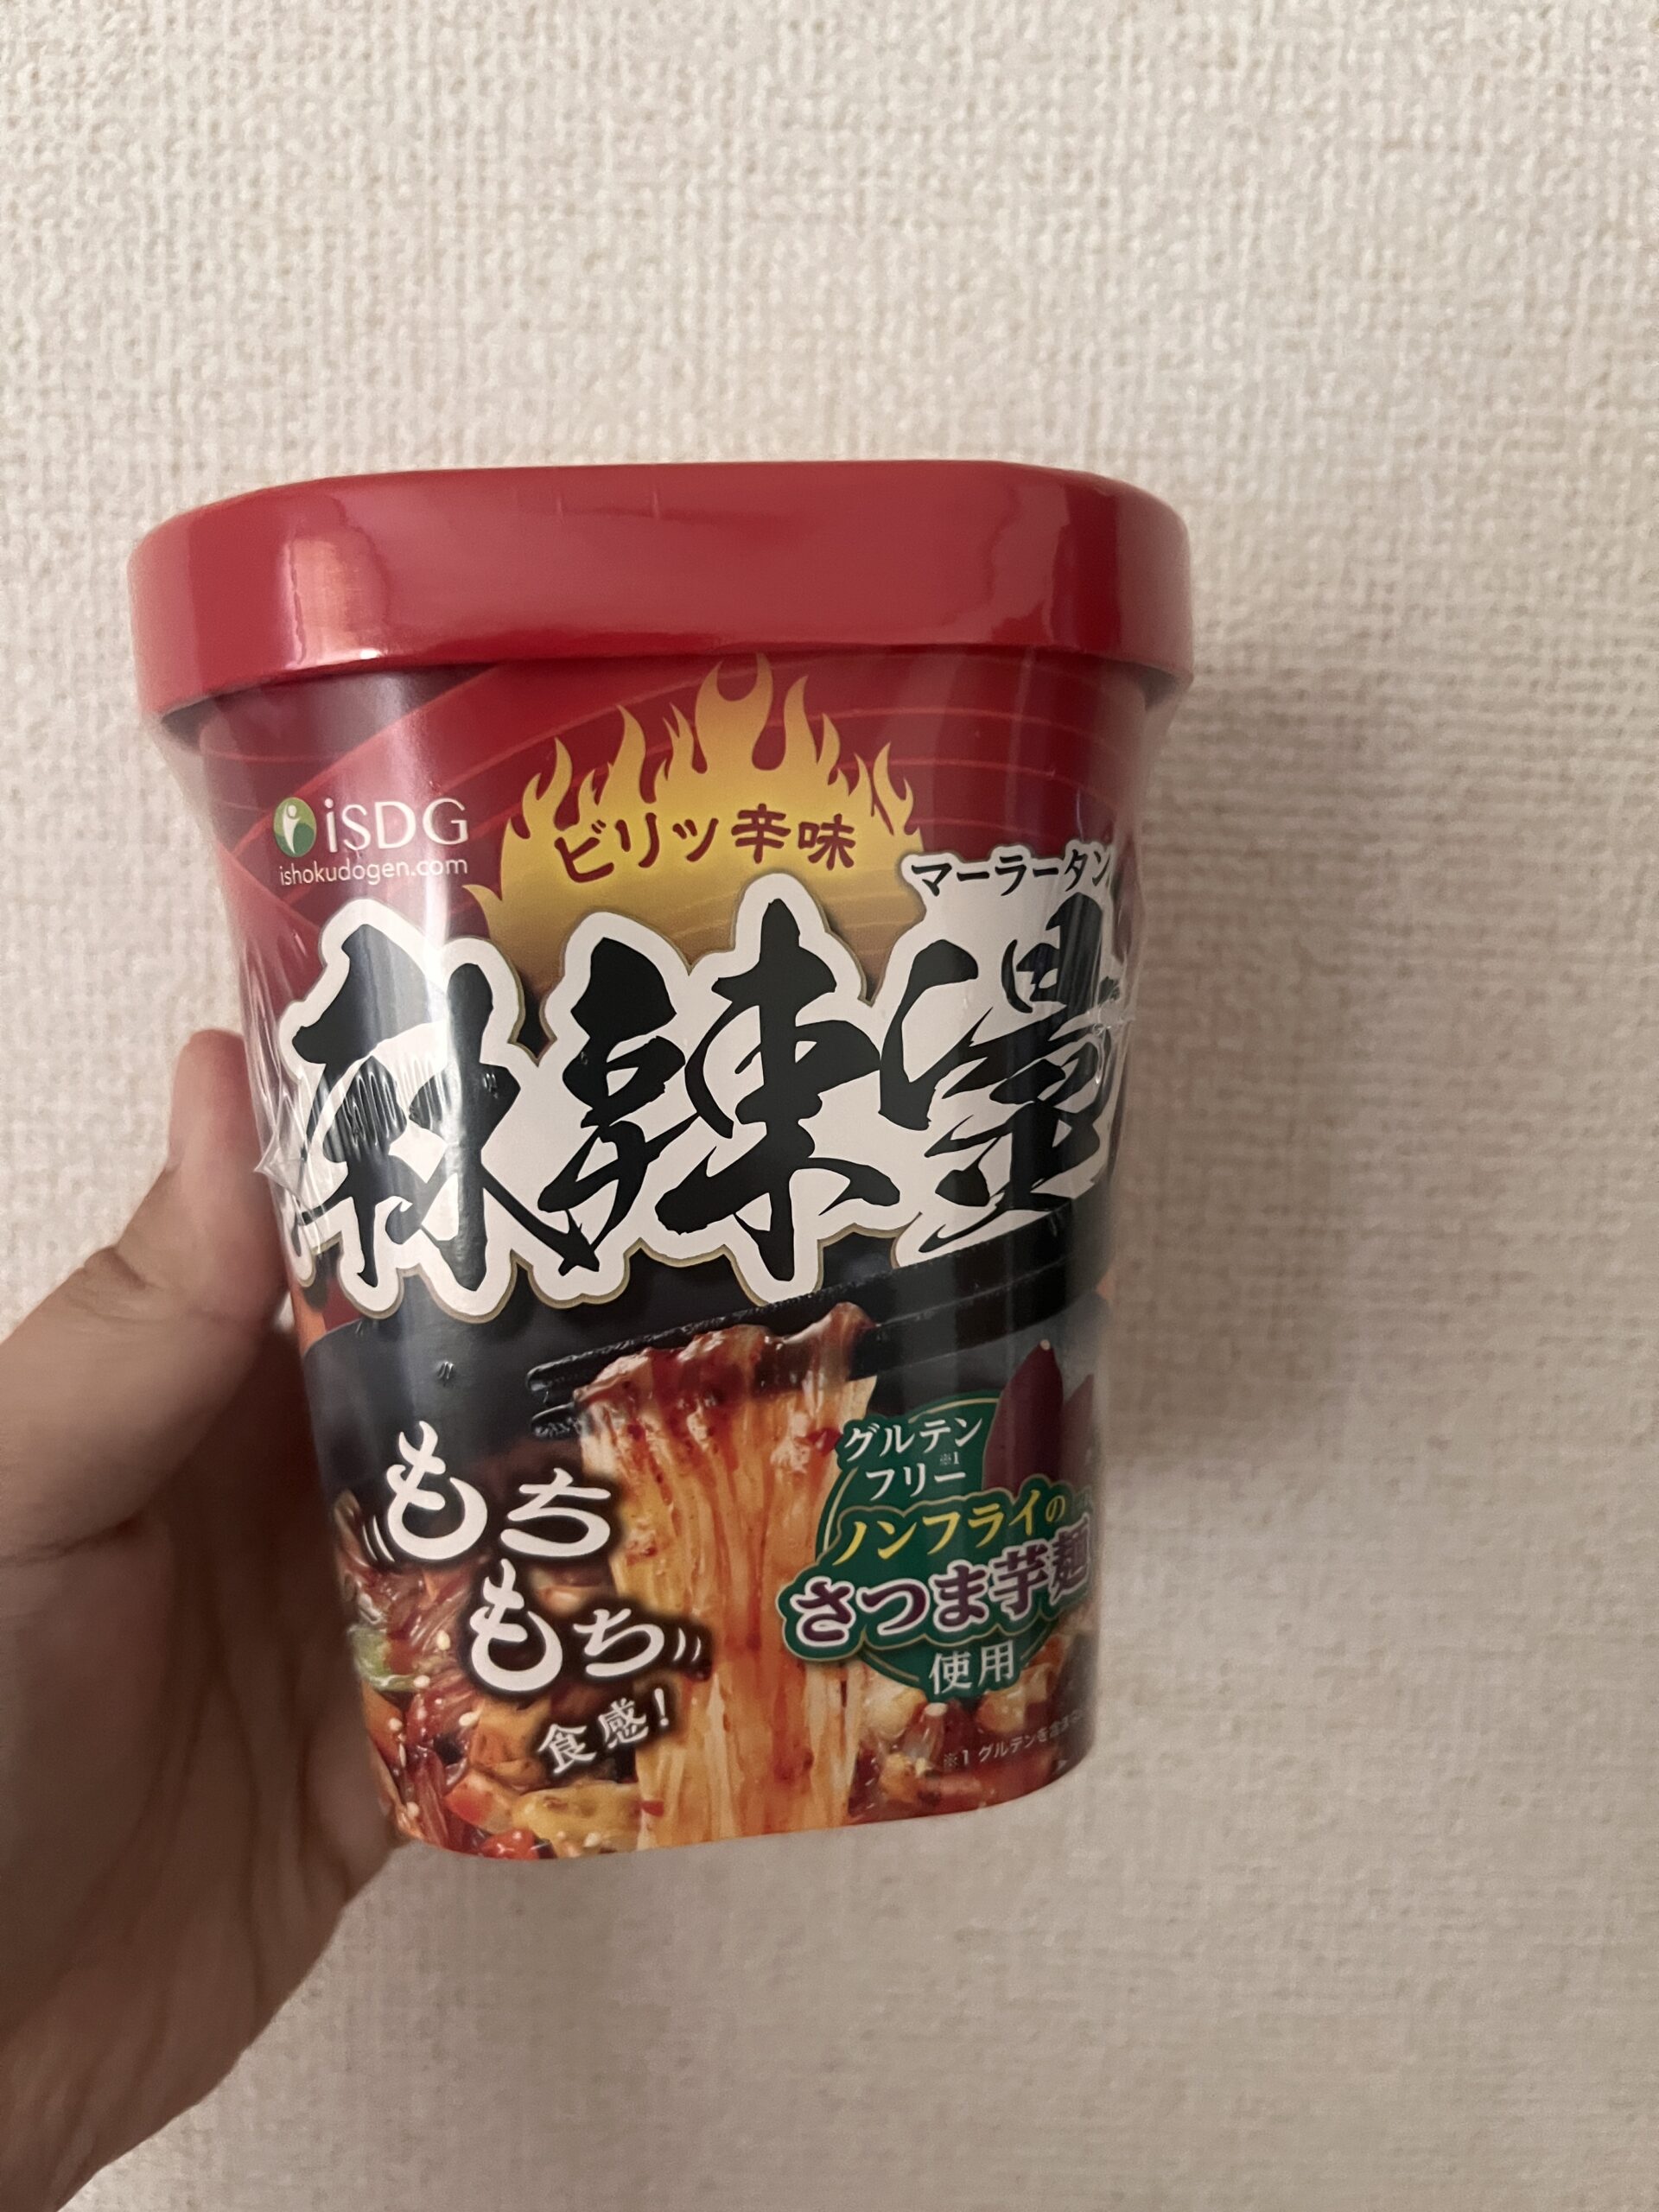 iSDG
ishokudogen.com
ビリッ辛味
マーラータン
麻辣湯
もち
もち
食感!
グルテン
フリー
※1
ノンフライの
さつま芋麺
使用
※1 グルテンを